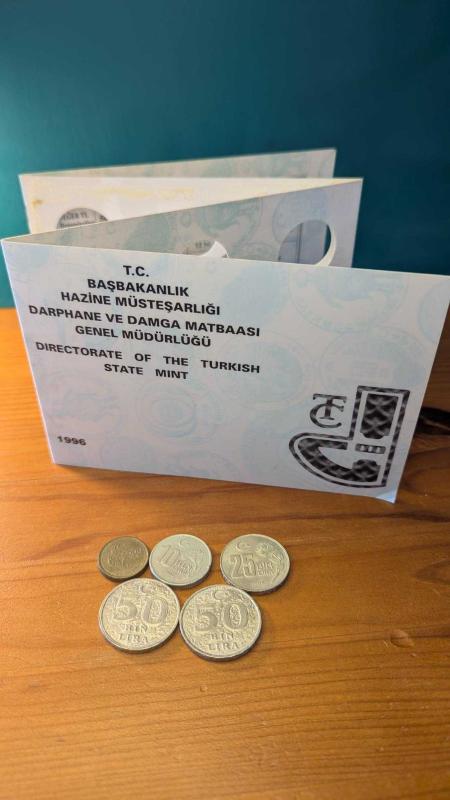 T.C.
BAŞBAKANLIK
HAZİNE MÜSTEŞARLIĞI
DARPHANE VE DAMGA MATBAASI
GENEL MÜDÜRLÜĞÜ
DIRECTORATE OF THE TURKISH
STATE MINT
TC
1996
25 BİN
50
BİN
LİRA
50
BİN
LİRA